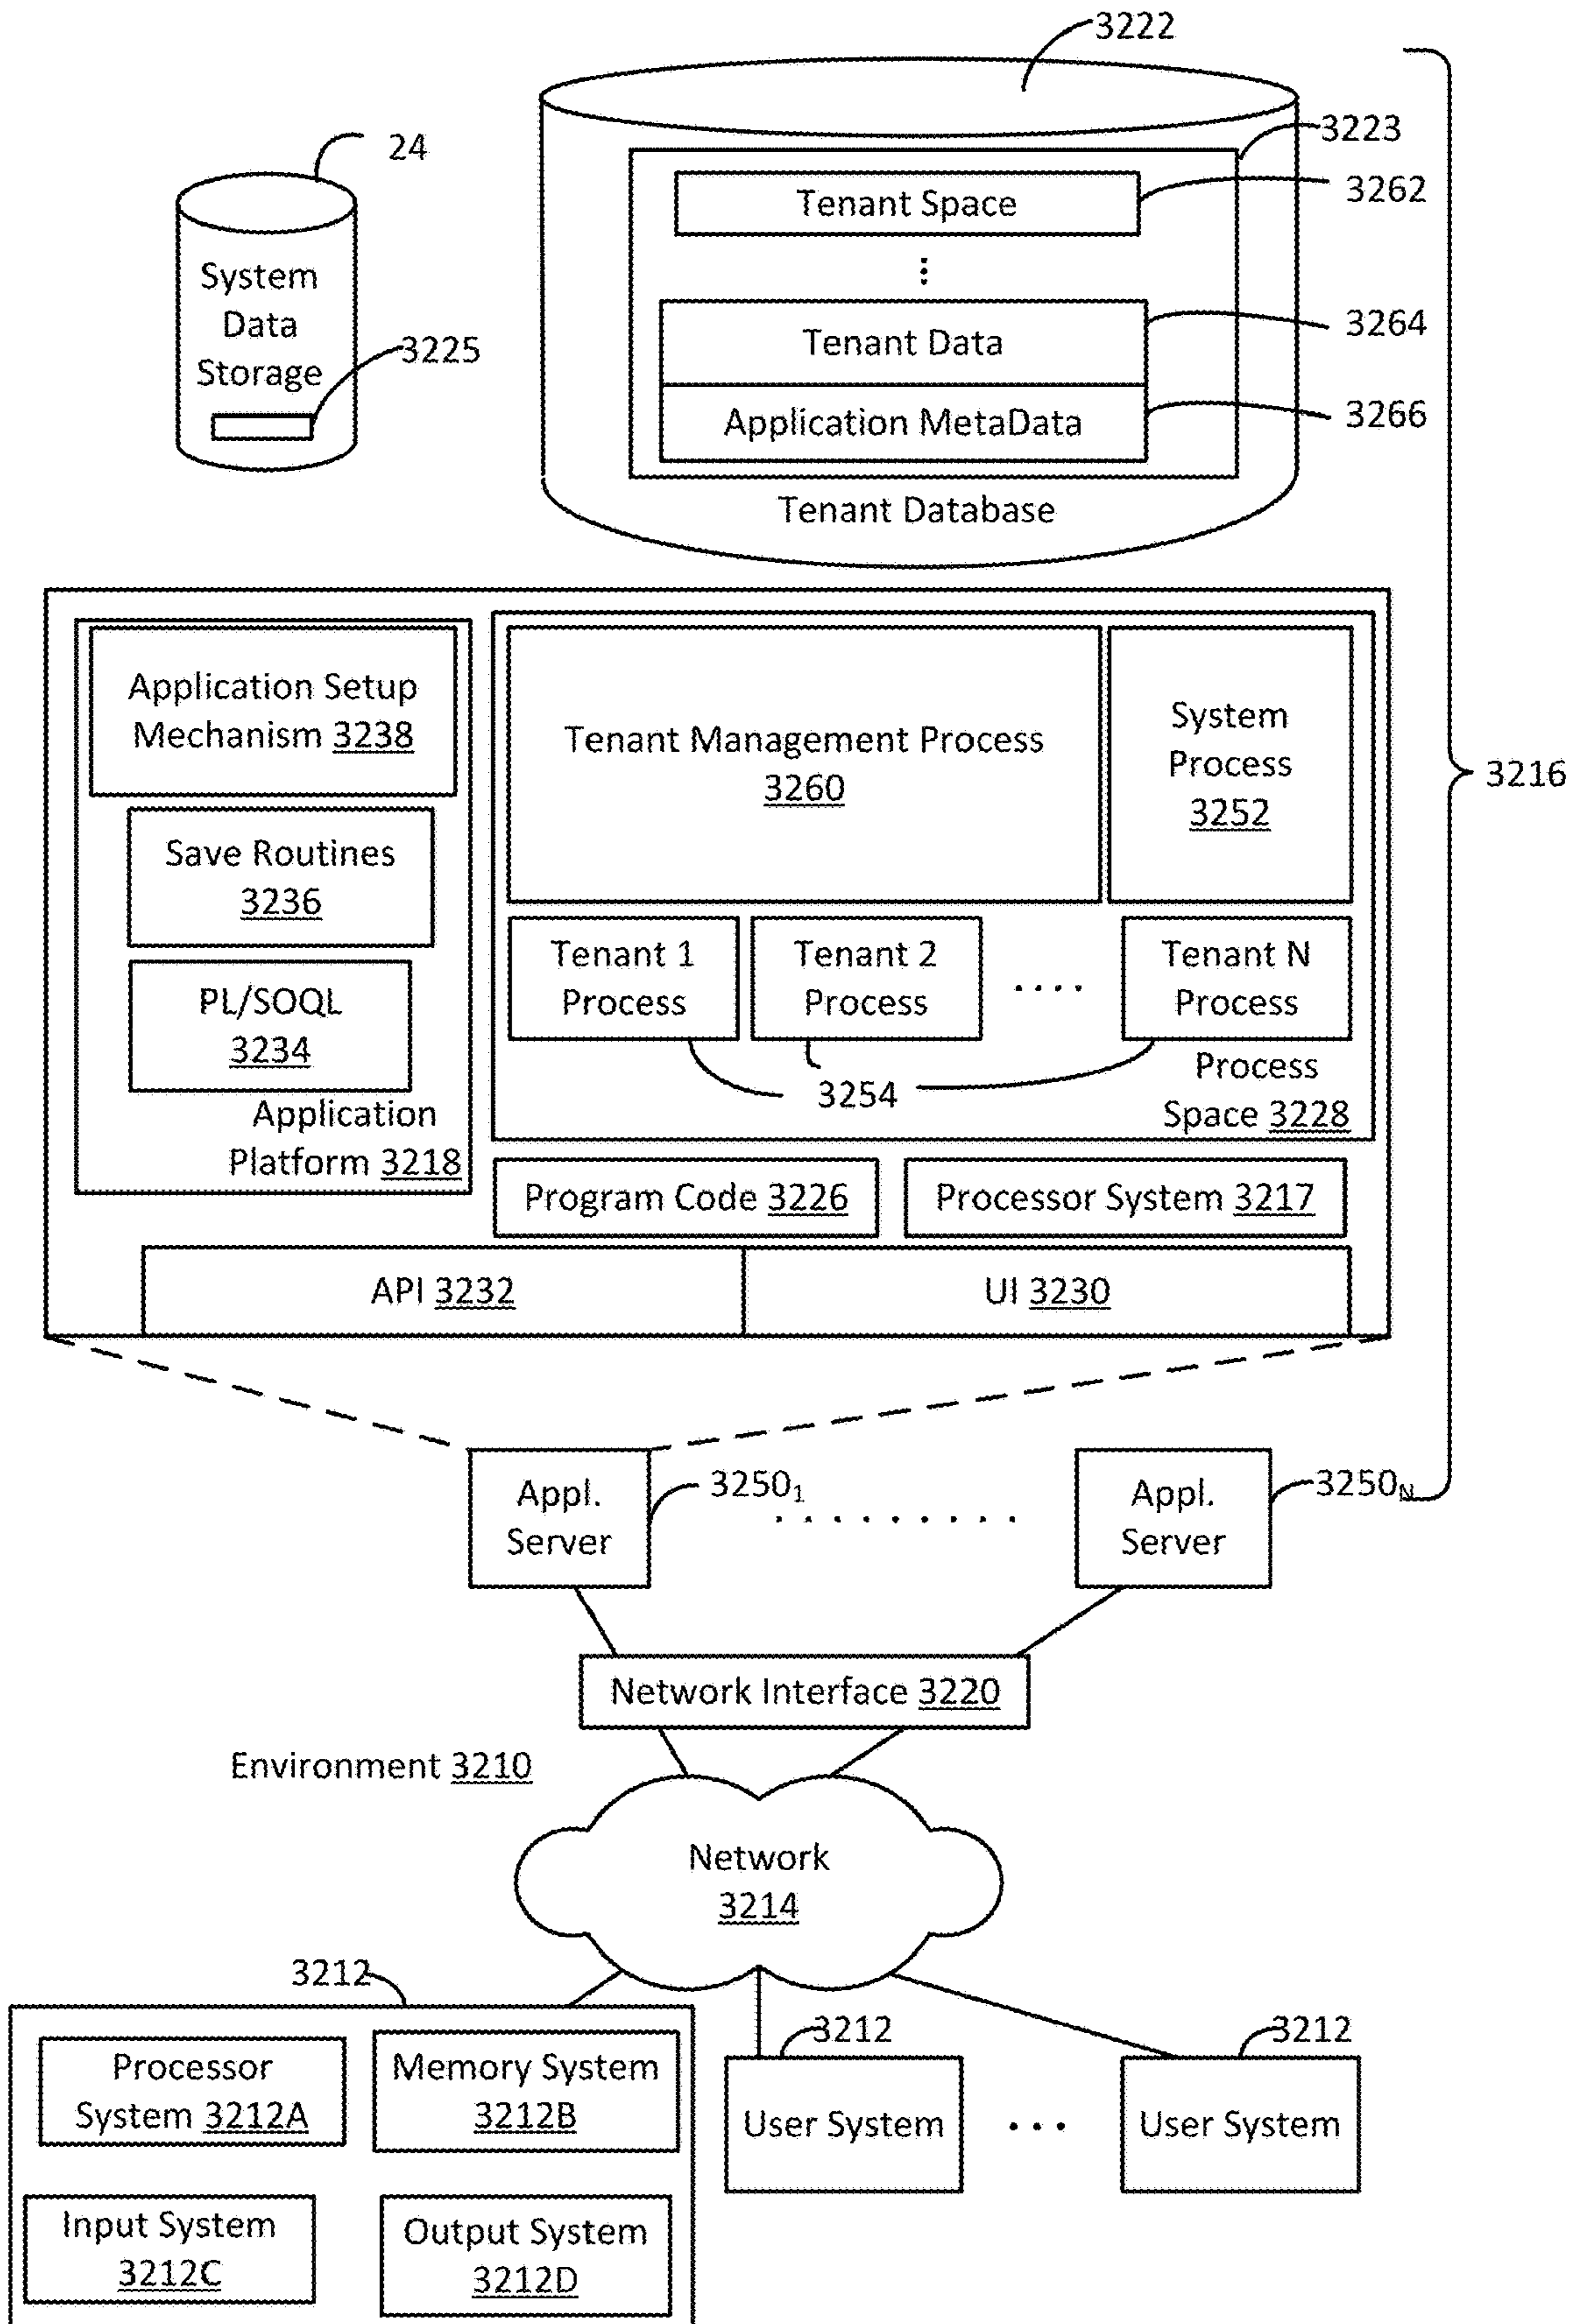 3222
24
3223
3262
Tenant Space
System
Data
Storage
3225
3264
Tenant Data
3266
Application MetaData
Tenant Database
Application Setup
Mechanism 3238
Tenant Management Process
3260
System
Process
3252
3216
Save Routines
3236
Tenant 1
Process
Tenant 2
Process
Tenant N
Process
PL/SOQL
3234
3254
Process
Space 3228
Application
Platform 3218
Program Code 3226
Processor System 3217
API 3232
UI 3230
Appl.
Server
3250₁
Appl.
Server
3250_N
Network Interface 3220
Environment 3210
Network
3214
3212
3212
3212
Processor
System 3212A
Memory System
3212B
User System
User System
Input System
3212C
Output System
3212D